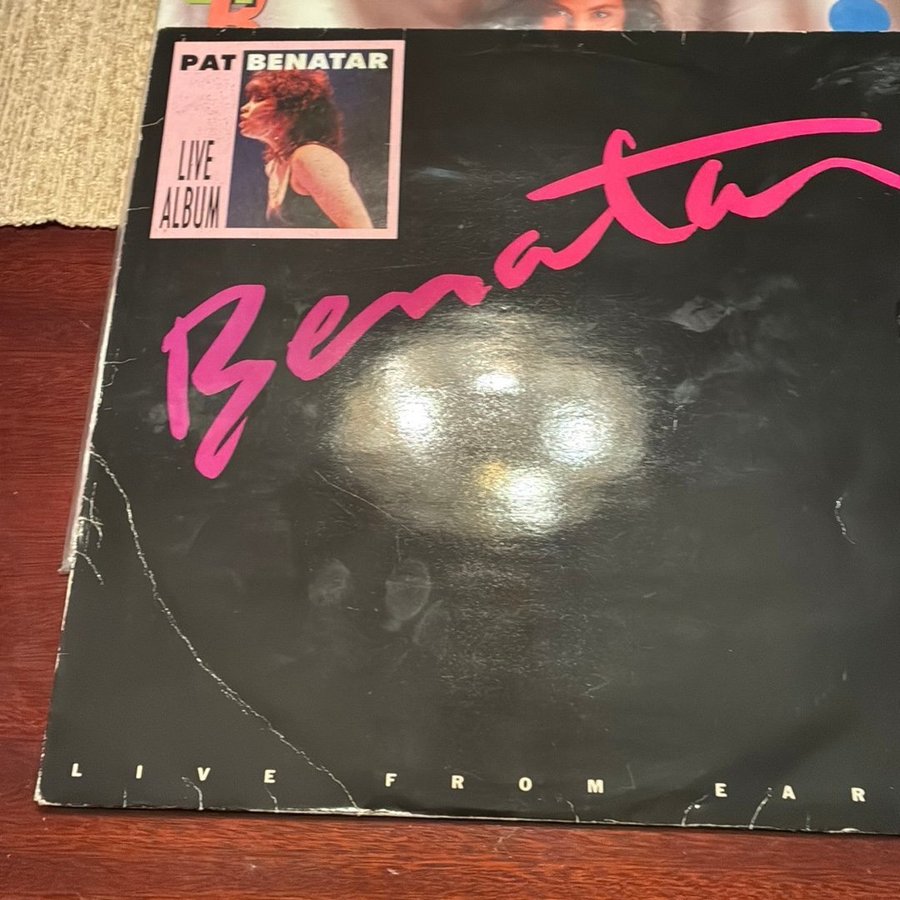 PAT BENATAR
LIVE
ALBUM
Benatar
LIVE FROM EAR